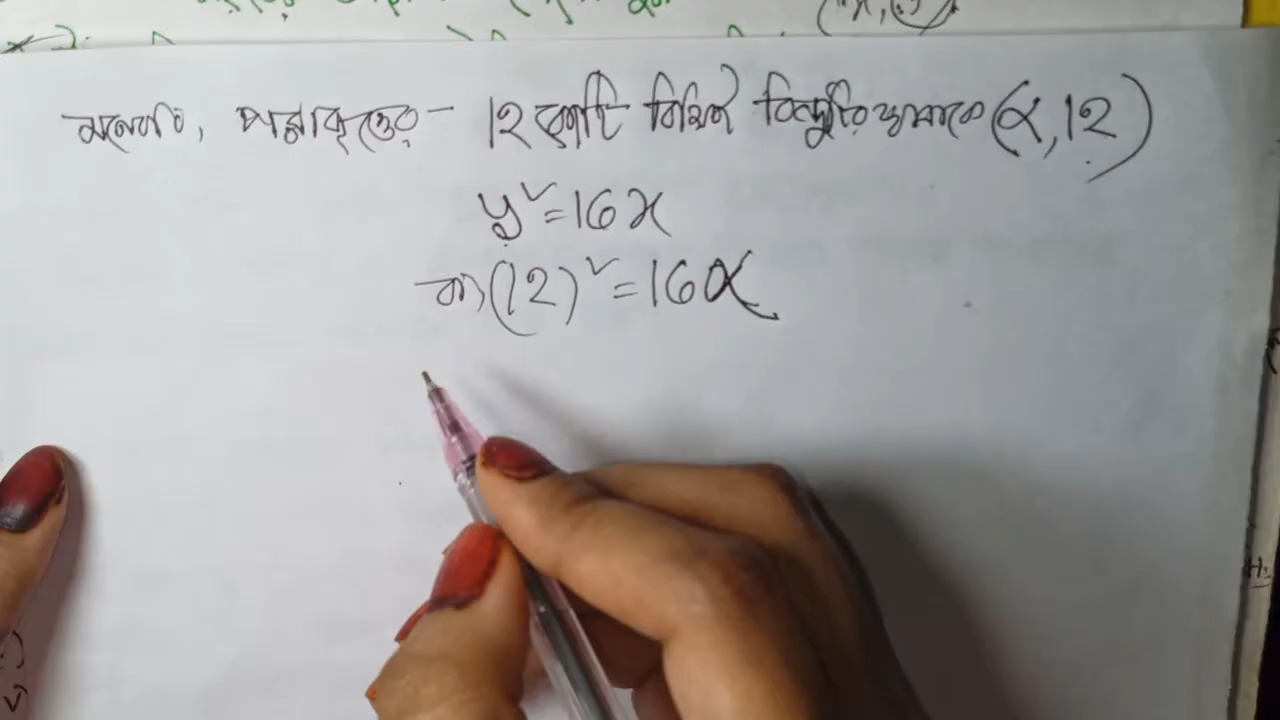 মনেকরি, পরাবৃত্তের- 12 কোটি বিশিষ্ট বিন্দুটির স্থানাঙ্ক (α,12)
y²=16x
বা,(12)²=16α